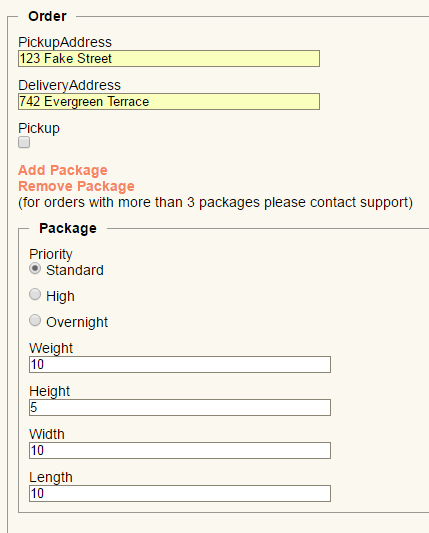 Order
PickupAddress
123 Fake Street
DeliveryAddress
742 Evergreen Terrace
Pickup
Add Package
Remove Package
(for orders with more than 3 packages please contact support)
Package
Priority
Standard
High
Overnight
Weight
10
Height
5
Width
10
Length
10